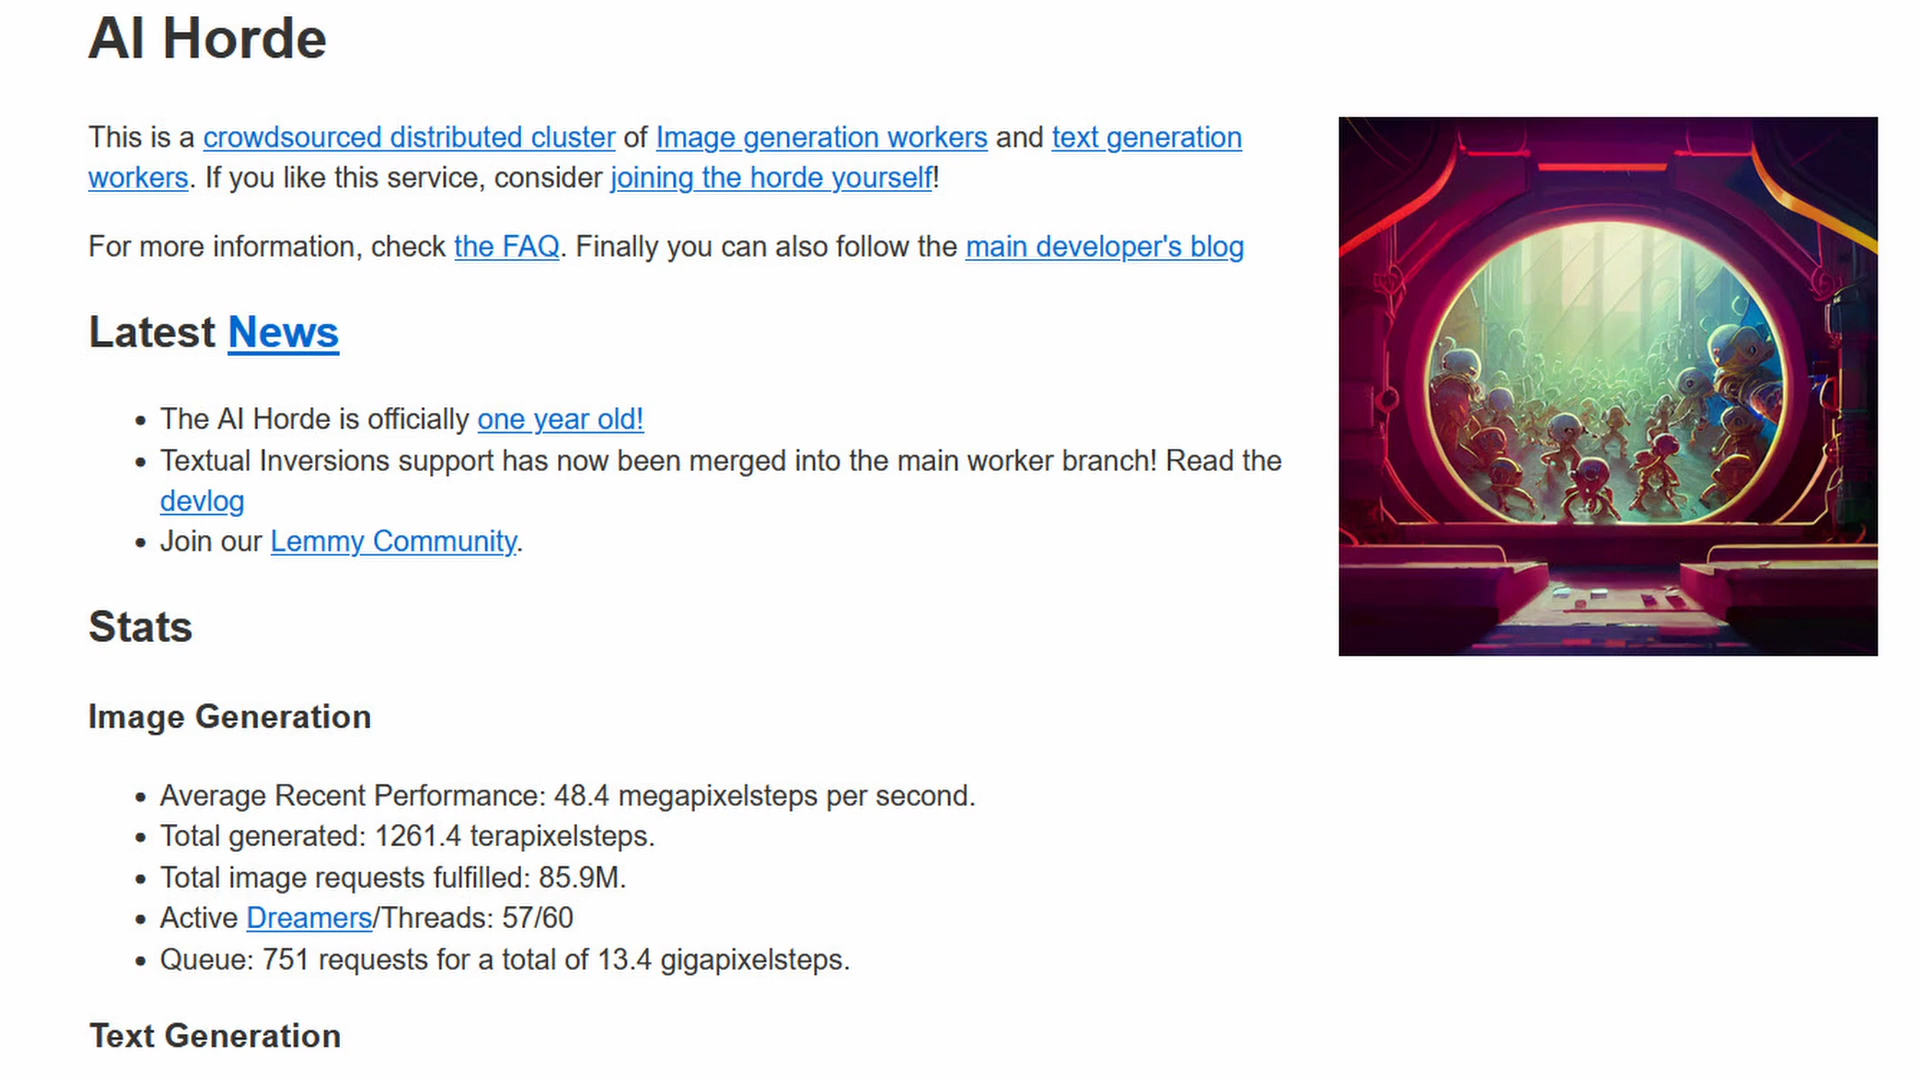 AI Horde
This is a crowdsourced distributed cluster of Image generation workers and text generation
workers. If you like this service, consider joining the horde yourself!
For more information, check the FAQ. Finally you can also follow the main developer's blog
Latest News
The AI Horde is officially one year old!
Textual Inversions support has now been merged into the main worker branch! Read the
devlog
Join our Lemmy Community.
Stats
Image Generation
Average Recent Performance: 48.4 megapixelsteps per second.
Total generated: 1261.4 terapixelsteps.
Total image requests fulfilled: 85.9M.
Active Dreamers/Threads: 57/60
Queue: 751 requests for a total of 13.4 gigapixelsteps.
Text Generation